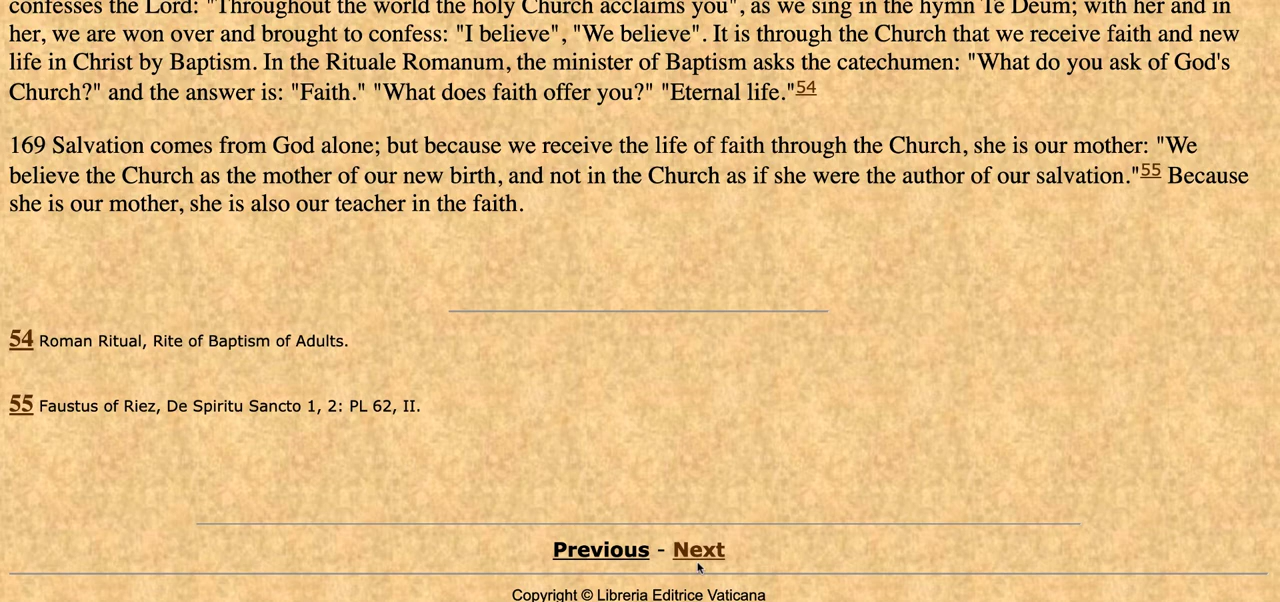 confesses the Lord: "Throughout the world the holy Church acclaims you", as we sing in the hymn Te Deum; with her and in
her, we are won over and brought to confess: "I believe", "We believe". It is through the Church that we receive faith and new
life in Christ by Baptism. In the Rituale Romanum, the minister of Baptism asks the catechumen: "What do you ask of God's
Church?" and the answer is: "Faith." "What does faith offer you?" "Eternal life."54
169 Salvation comes from God alone; but because we receive the life of faith through the Church, she is our mother: "We
believe the Church as the mother of our new birth, and not in the Church as if she were the author of our salvation."55 Because
she is our mother, she is also our teacher in the faith.
54 Roman Ritual, Rite of Baptism of Adults.
55 Faustus of Riez, De Spiritu Sancto 1, 2: PL 62, II.
Previous - Next
Copyright © Libreria Editrice Vaticana